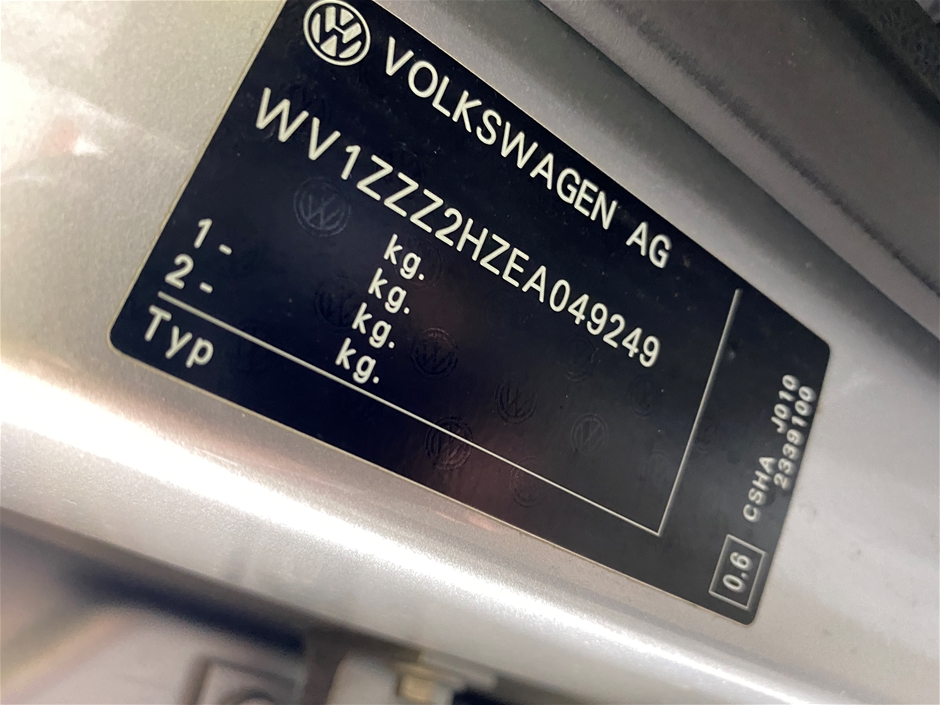 VOLKSWAGEN AG
WV1ZZZ2HZEA049249
kg.
1- kg.
2- kg.
kg.
Typ
CSHA J010
2339100
0.6